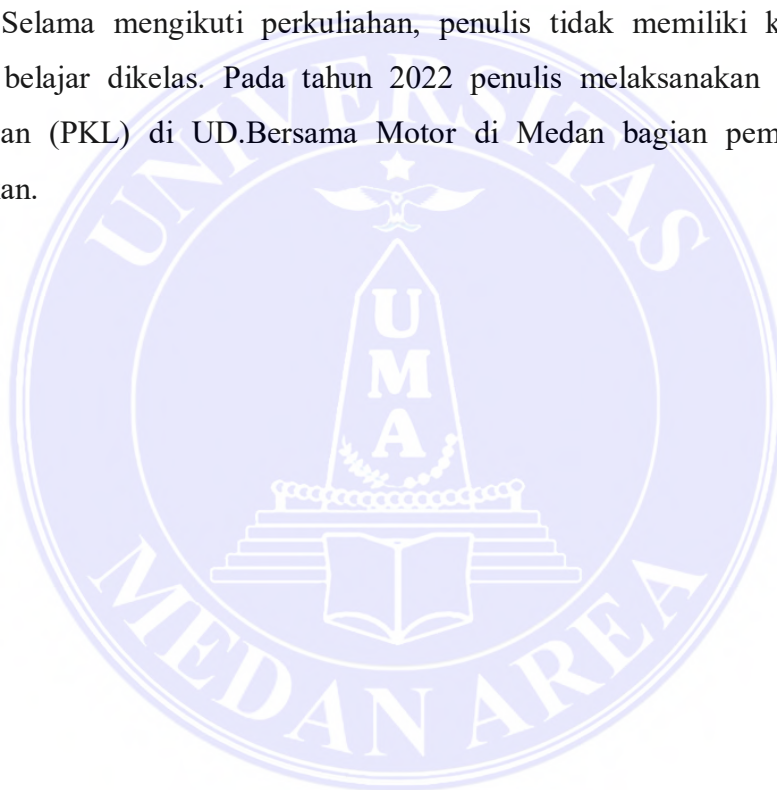 Selama mengikuti perkuliahan, penulis tidak memiliki
belajar dikelas. Pada tahun 2022 penulis melaksanakan
an (PKL) di UD.Bersama Motor di Medan bagian
an.
UNIVERSITAS
UMA
MEDAN AREA